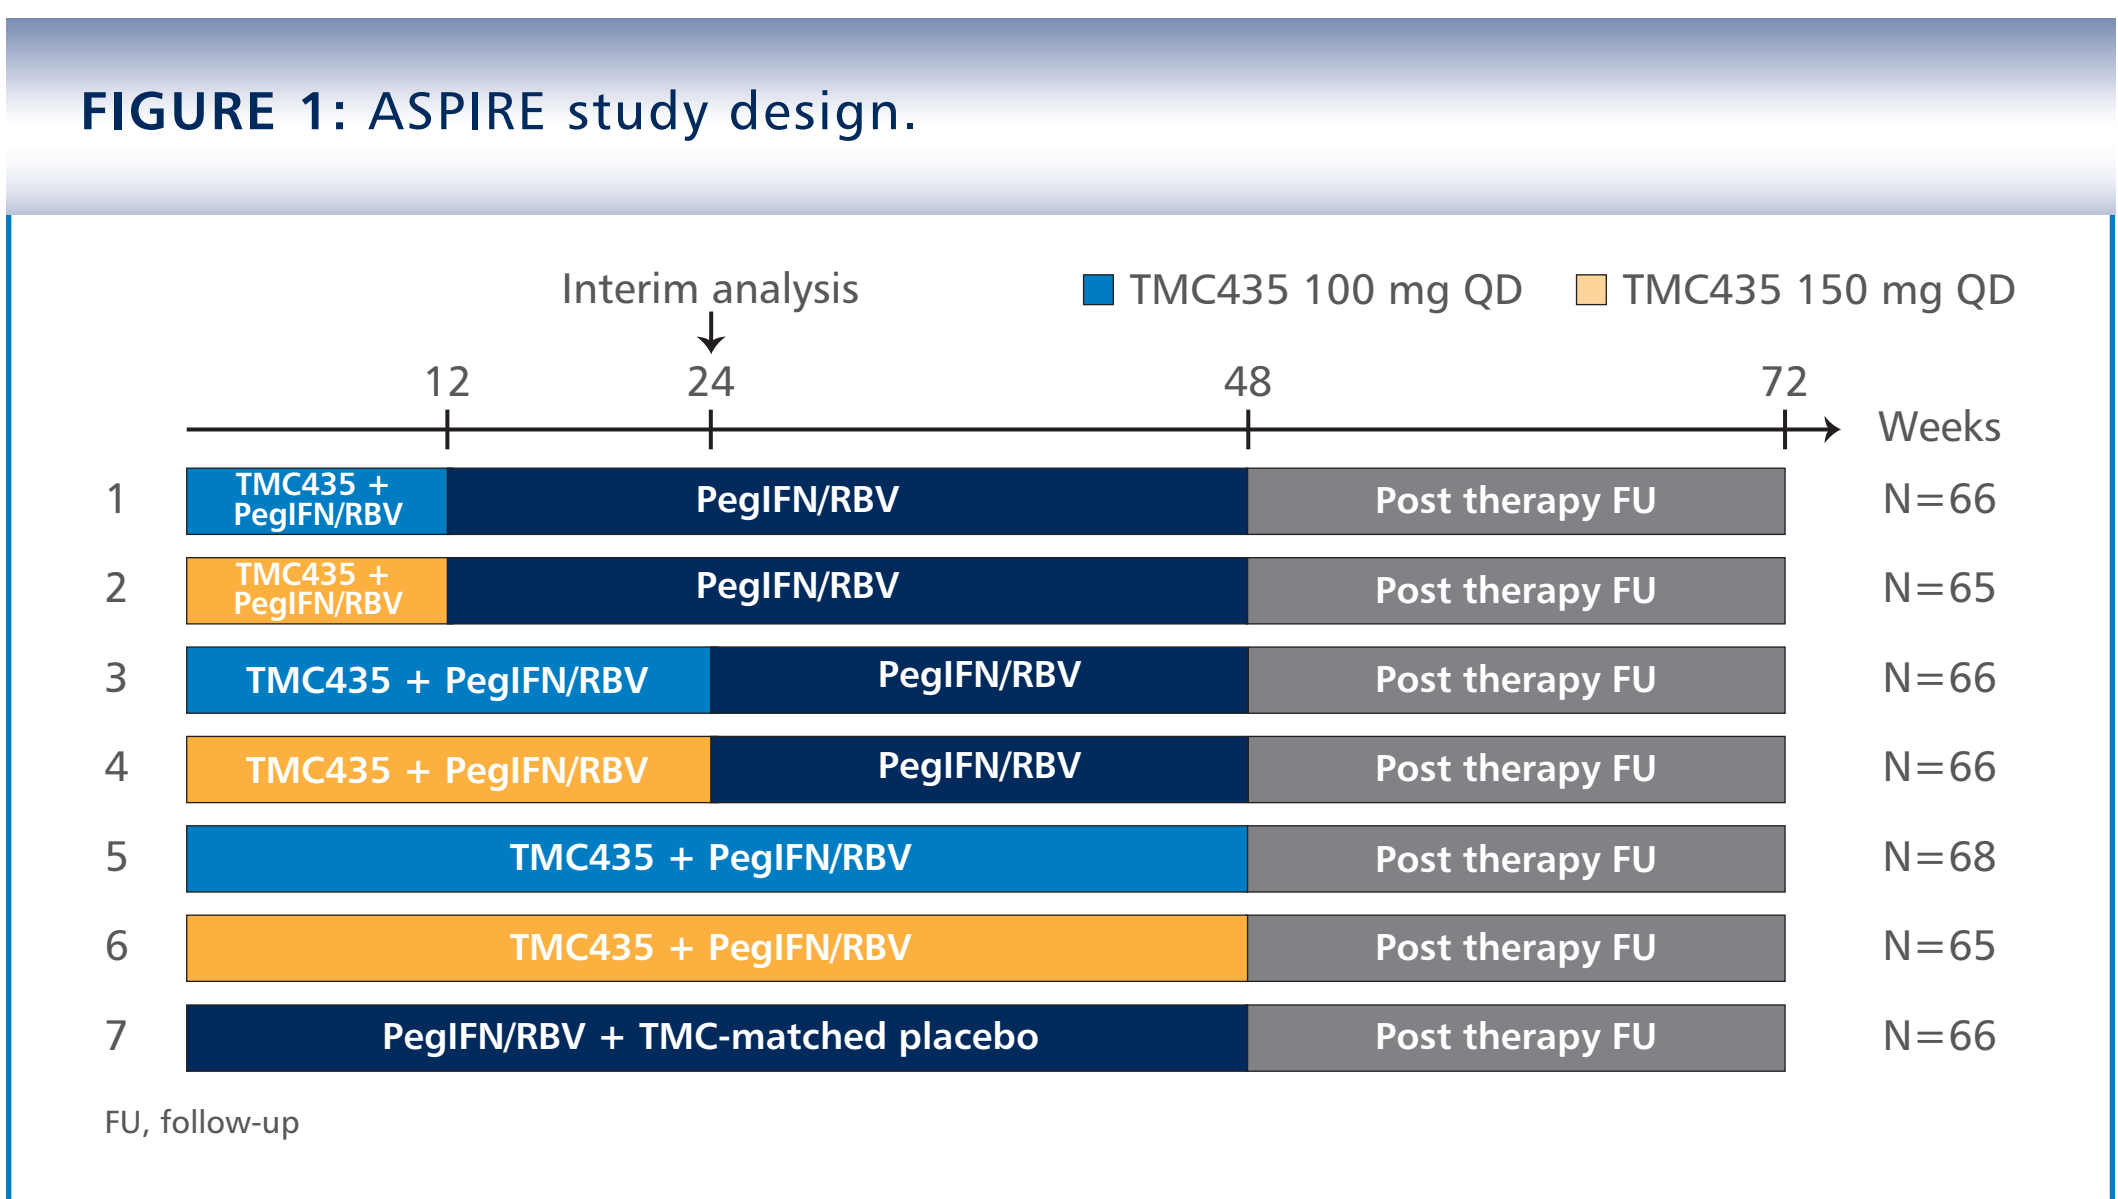 FIGURE 1: ASPIRE study design.
Interim analysis
TMC435 100 mg QD
TMC435 150 mg QD
12 24 48 72
Weeks
1 TMC435 +
PegIFN/RBV
PegIFN/RBV Post therapy FU N=66
2 TMC435 +
PegIFN/RBV
PegIFN/RBV Post therapy FU N=65
3 TMC435 + PegIFN/RBV PegIFN/RBV Post therapy FU N=66
4 TMC435 + PegIFN/RBV PegIFN/RBV Post therapy FU N=66
5 TMC435 + PegIFN/RBV Post therapy FU N=68
6 TMC435 + PegIFN/RBV Post therapy FU N=65
7 PegIFN/RBV + TMC-matched placebo Post therapy FU N=66
FU, follow-up